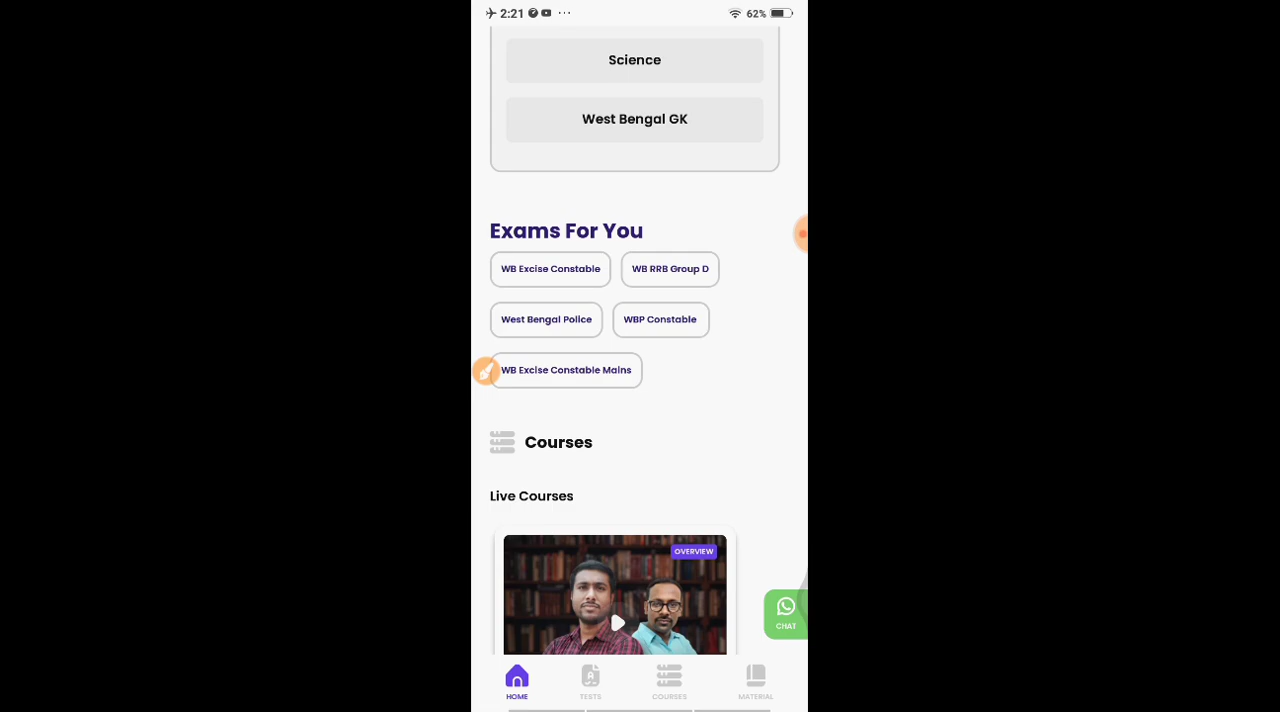 2:21
62%
Science
West Bengal GK
Exams For You
WB Excise Constable
WB RRB Group D
West Bengal Police
WBP Constable
WB Excise Constable Mains
Courses
Live Courses
OVERVIEW
CHAT
HOME
TESTS
COURSES
MATERIAL